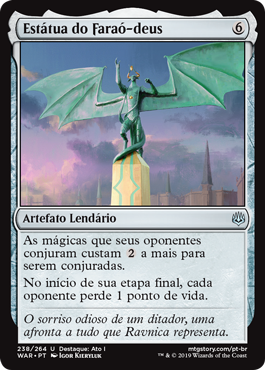 Estátua do Faraó-deus 6
Artefato Lendário
As mágicas que seus oponentes
conjuram custam 2 a mais para
serem conjuradas.
No início de sua etapa final, cada
oponente perde 1 ponto de vida.
O sorriso odioso de um ditador, uma
afronta a tudo que Ravnica representa.
238/264 U Destaque: Ato I mtgstory.com/pt-br
WAR • PT Igor Kieryluk ™ & © 2019 Wizards of the Coast